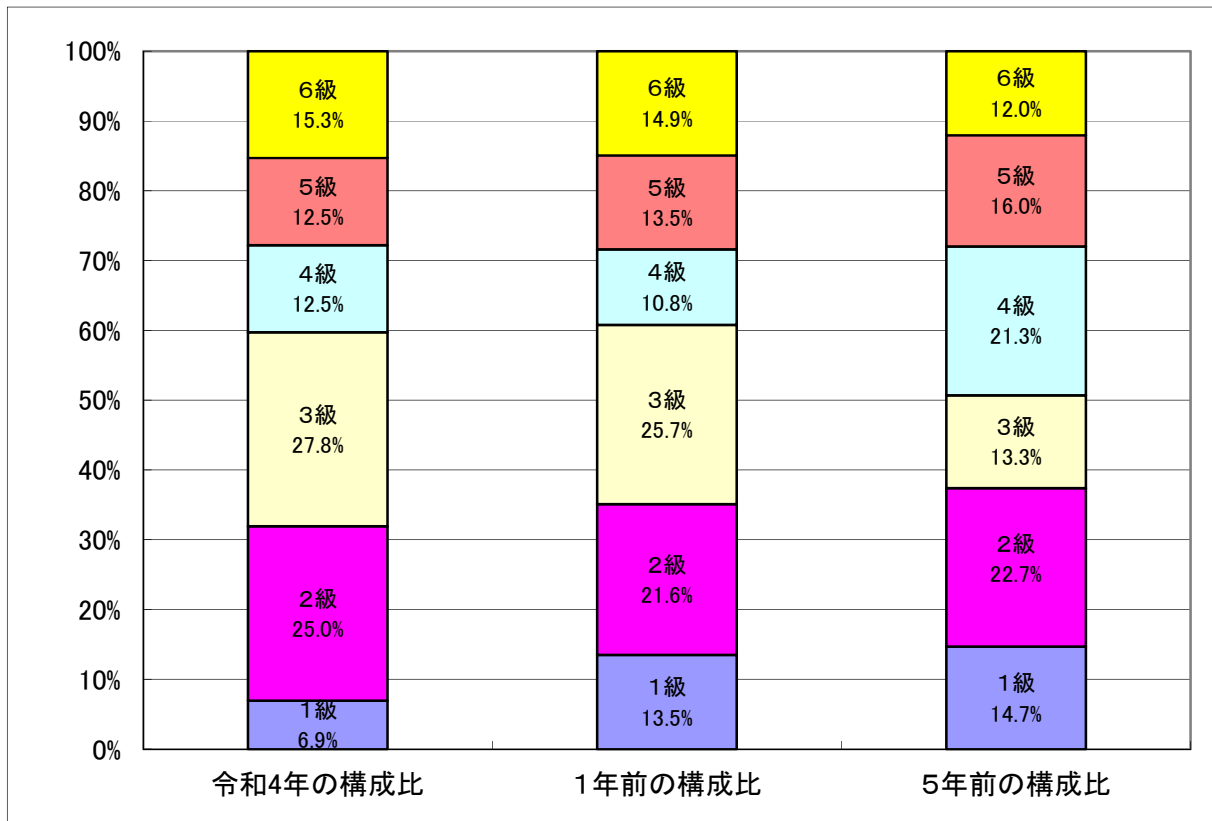 100%
90%
80%
70%
60%
50%
40%
30%
20%
10%
0%
6級
15.3%
5級
12.5%
4級
12.5%
3級
27.8%
2級
25.0%
1級
6.9%
6級
14.9%
5級
13.5%
4級
10.8%
3級
25.7%
2級
21.6%
1級
13.5%
6級
12.0%
5級
16.0%
4級
21.3%
3級
13.3%
2級
22.7%
1級
14.7%
令和4年の構成比
1年前の構成比
5年前の構成比